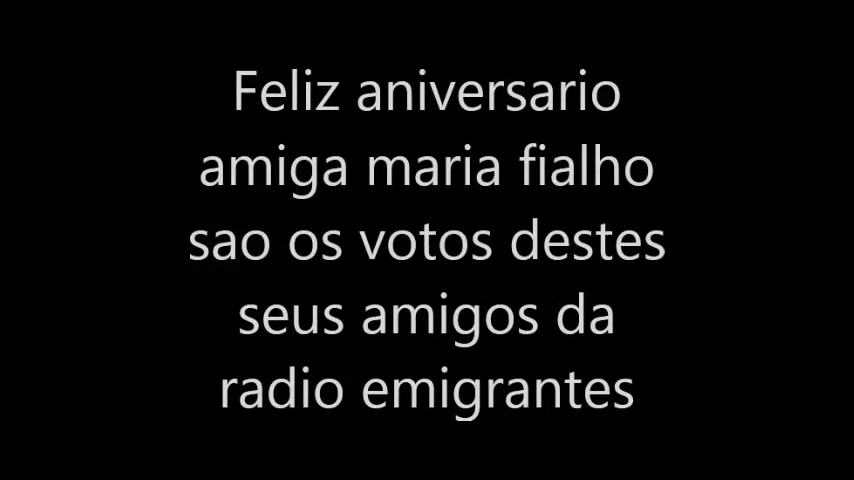 Feliz aniversario
amiga maria fialho
sao os votos destes
seus amigos da
radio emigrantes